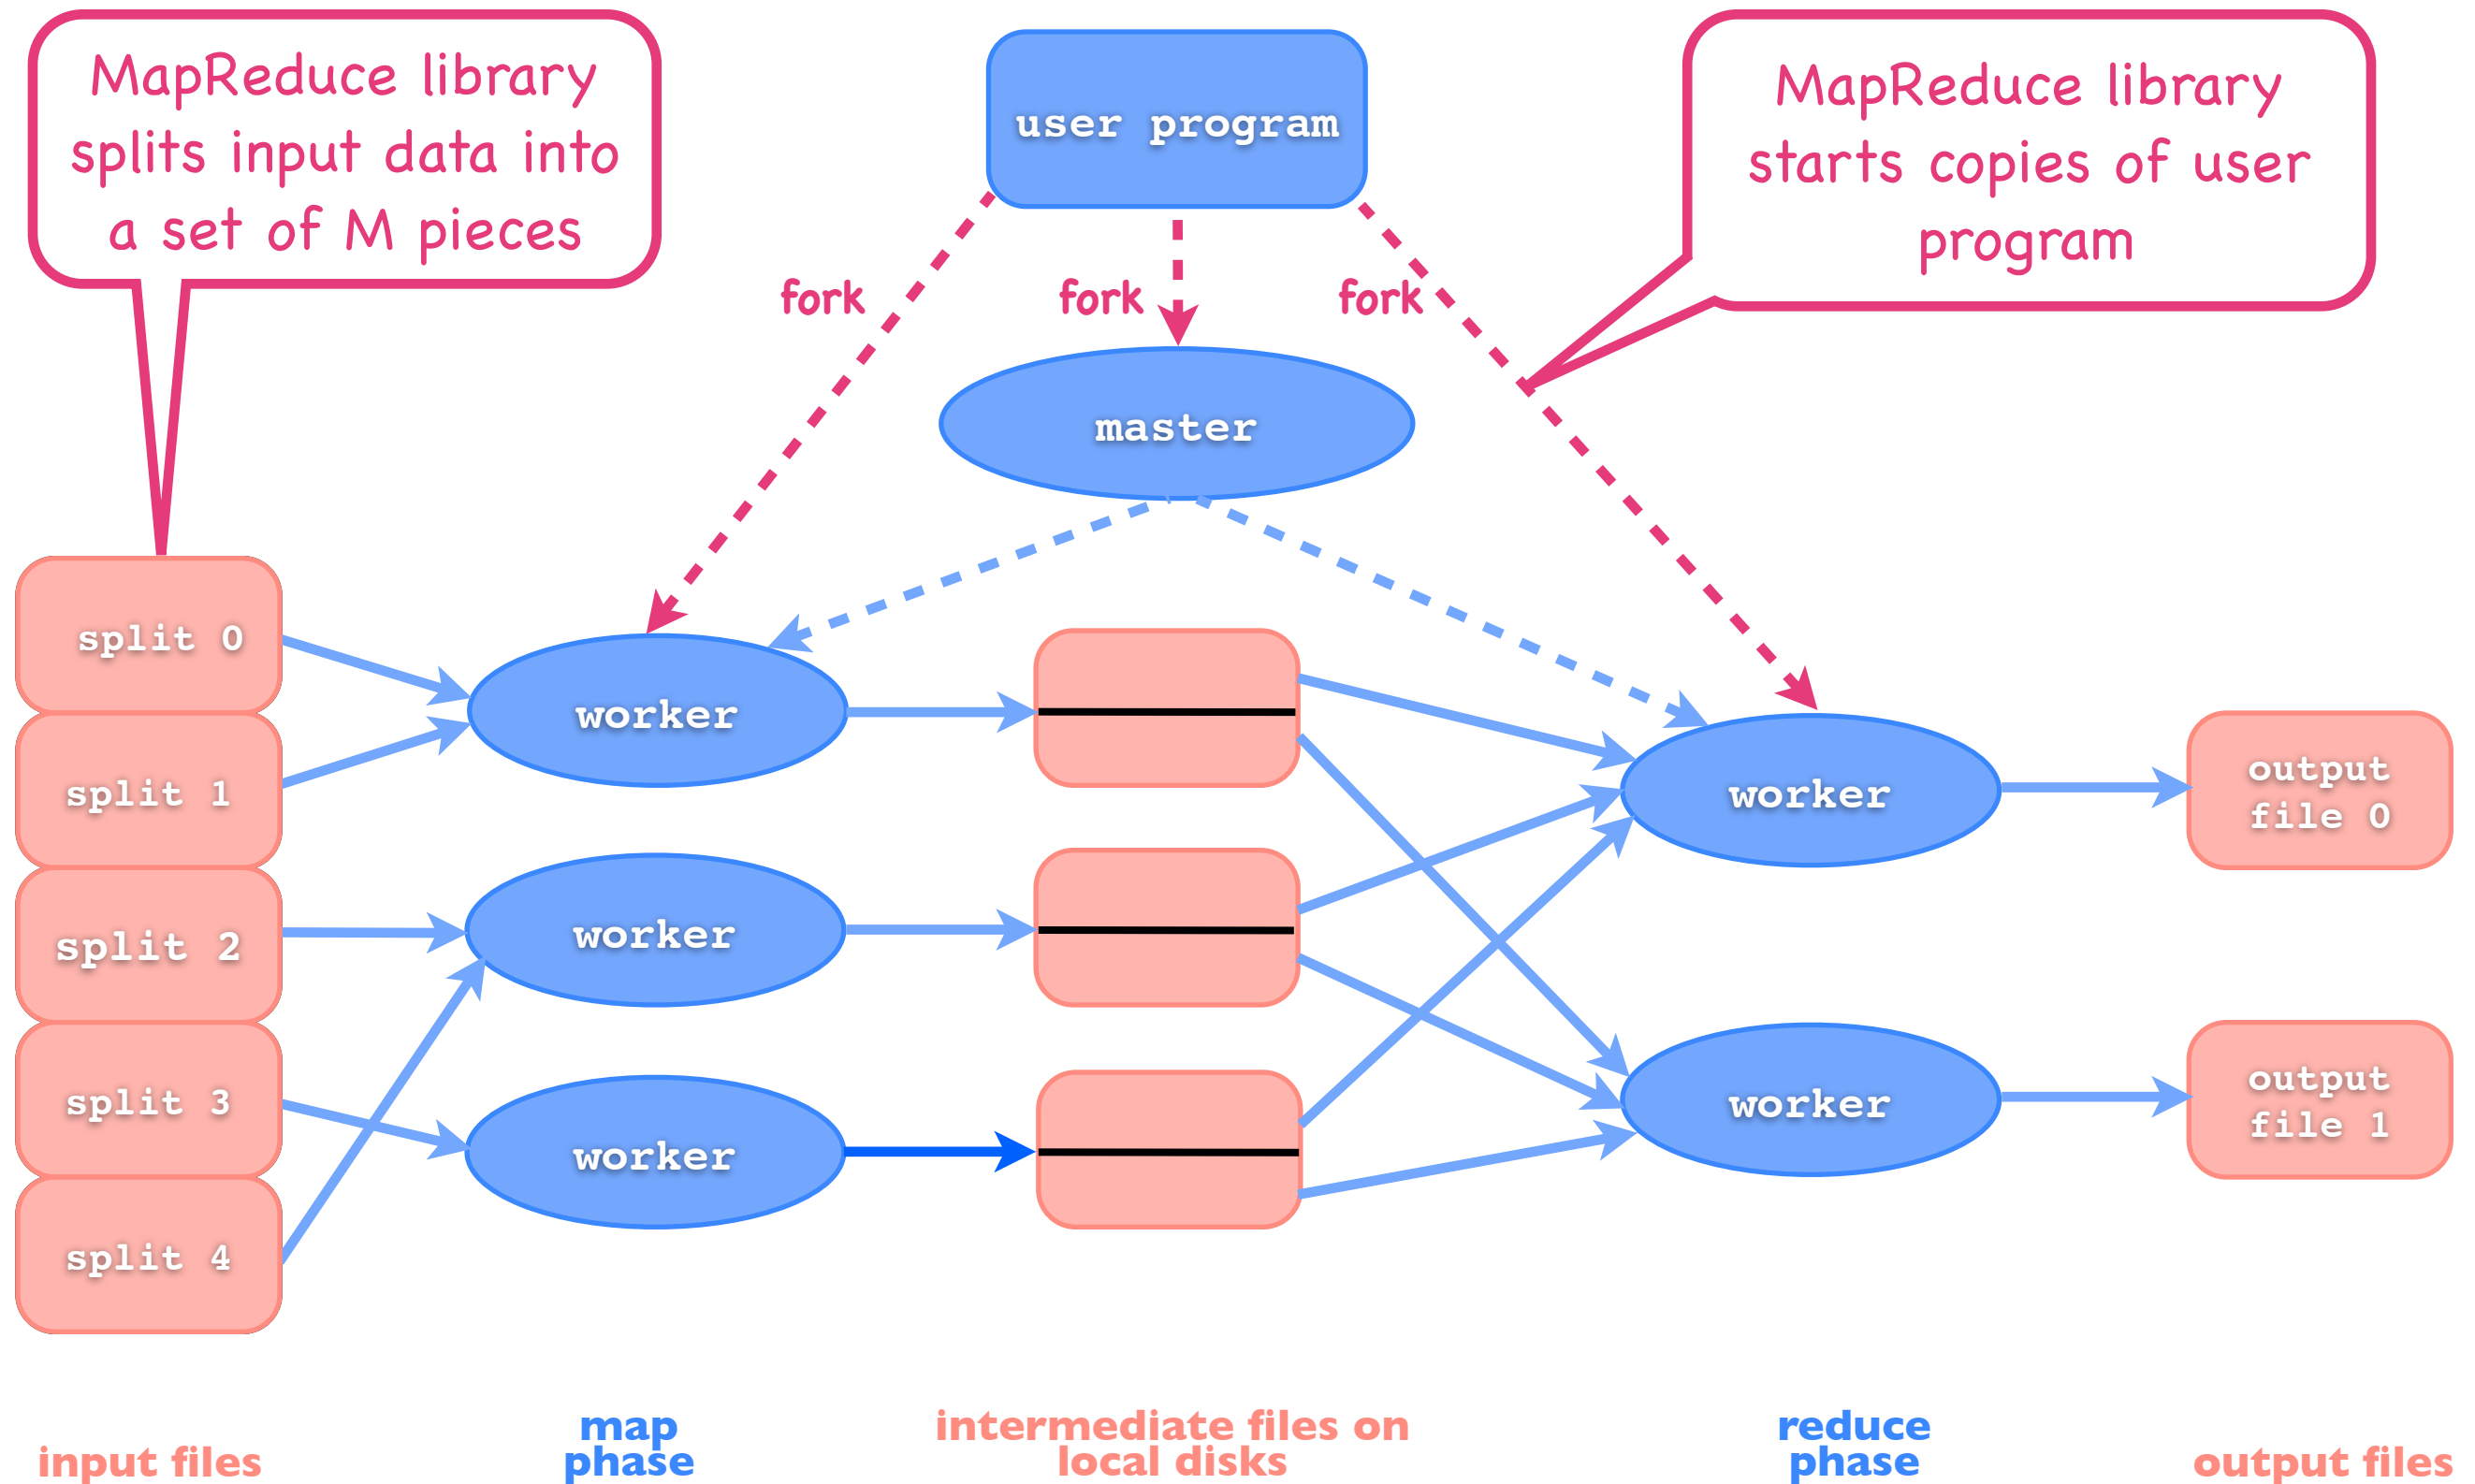 MapReduce library
splits input data into
a set of M pieces
user program
MapReduce library
starts copies of user
program
fork
fork
fork
master
split 0
split 1
split 2
split 3
split 4
worker
worker
worker
worker
worker
output
file 0
output
file 1
input files
map
phase
intermediate files on
local disks
reduce
phase
output files